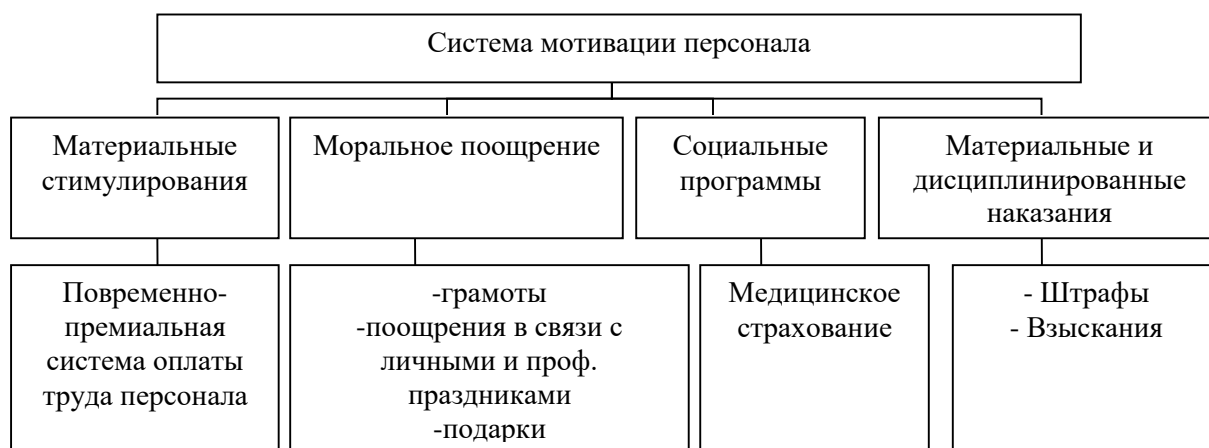 Система мотивации персонала
Материальные
стимулирования
Моральное поощрение
Социальные
программы
Материальные и
дисциплинированные
наказания
Повременно-
премиальная
система оплаты
труда персонала
-грамоты
-поощрения в связи с
личными и проф.
праздниками
-подарки
Медицинское
страхование
- Штрафы
- Взыскания